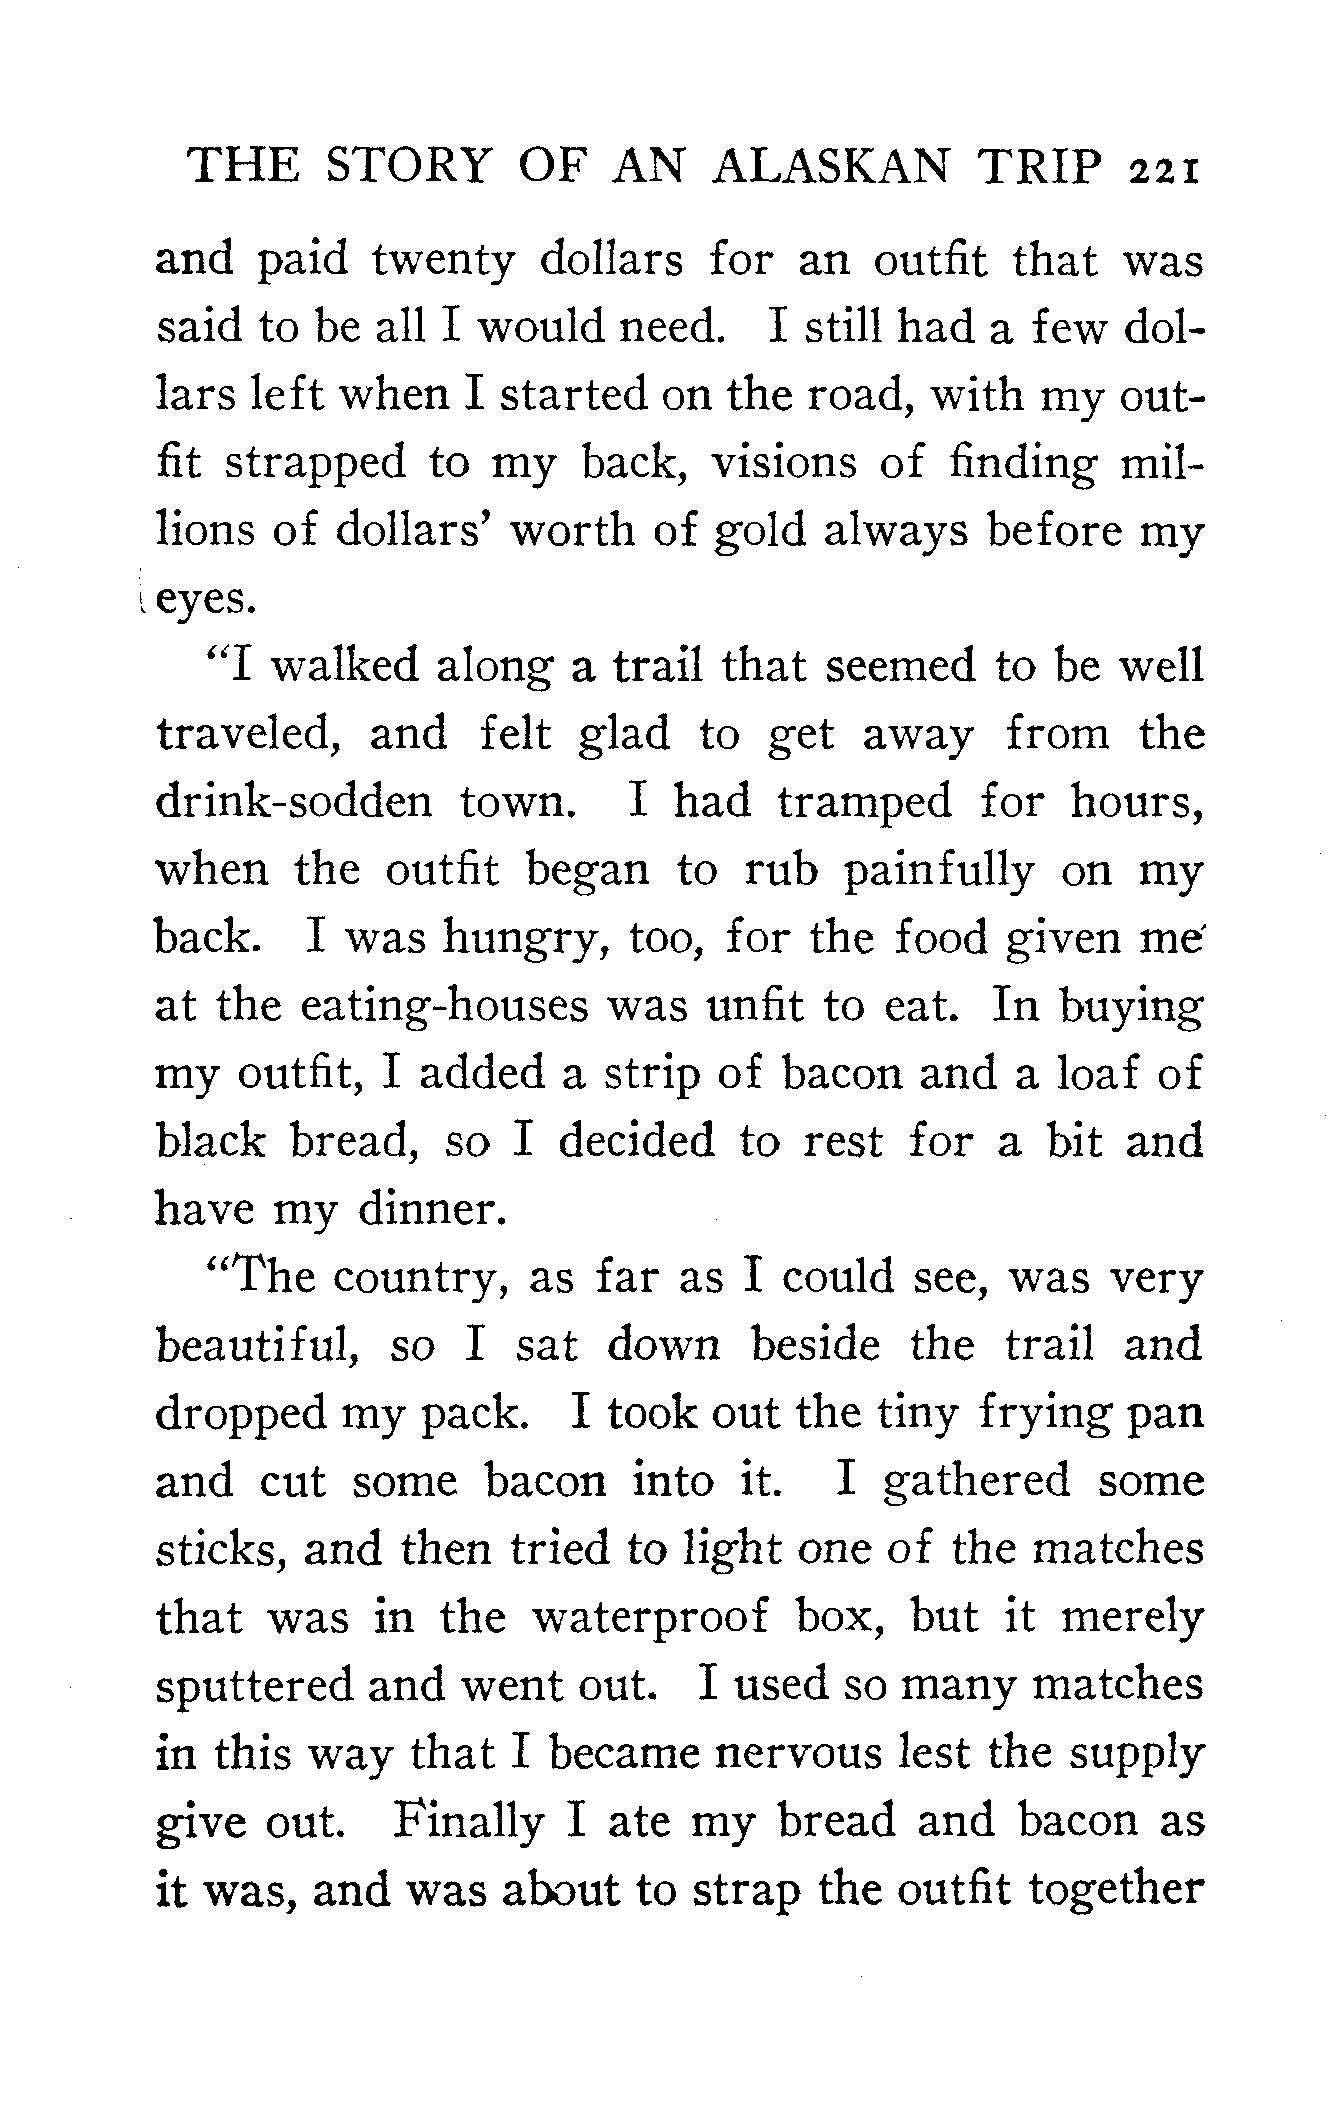 THE STORY OF AN ALASKAN TRIP 221
and paid twenty dollars for an outfit that was
said to be all I would need. I still had a few dol-
lars left when I started on the road, with my out-
fit strapped to my back, visions of finding mil-
lions of dollars' worth of gold always before my
eyes.
"I walked along a trail that seemed to be well
traveled, and felt glad to get away from the
drink-sodden town. I had tramped for hours,
when the outfit began to rub painfully on my
back. I was hungry, too, for the food given me
at the eating-houses was unfit to eat. In buying
my outfit, I added a strip of bacon and a loaf of
black bread, so I decided to rest for a bit and
have my dinner.
"The country, as far as I could see, was very
beautiful, so I sat down beside the trail and
dropped my pack. I took out the tiny frying pan
and cut some bacon into it. I gathered some
sticks, and then tried to light one of the matches
that was in the waterproof box, but it merely
sputtered and went out. I used so many matches
in this way that I became nervous lest the supply
give out. Finally I ate my bread and bacon as
it was, and was about to strap the outfit together